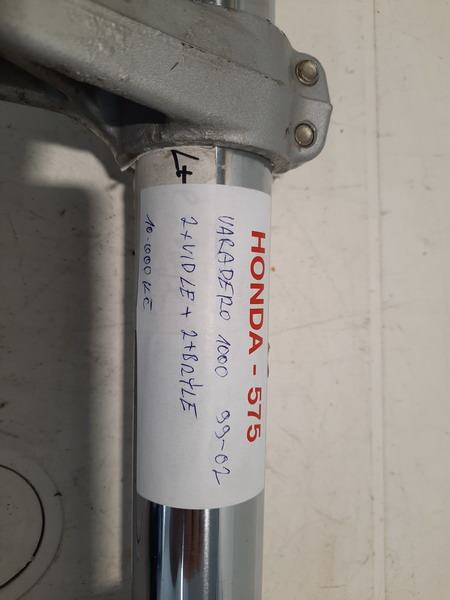 L+
HONDA - 575
VARADERO 1000 99-02
2+VIDLE + 2+BRÝLE
10.000 KČ